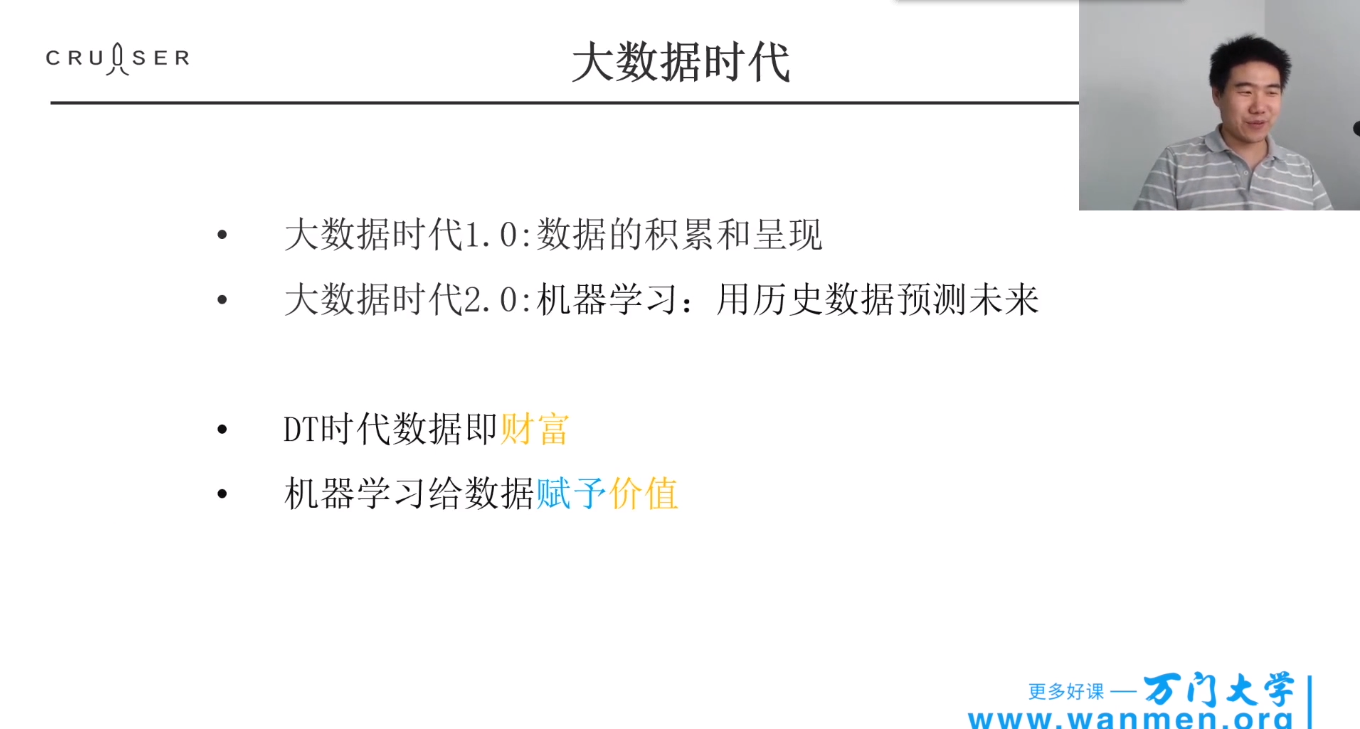 CRUISER
大数据时代
• 大数据时代1.0:数据的积累和呈现
• 大数据时代2.0:机器学习：用历史数据预测未来
• DT时代数据即财富
• 机器学习给数据赋予价值
更多好课 — 万门大学
www.wanmen.org